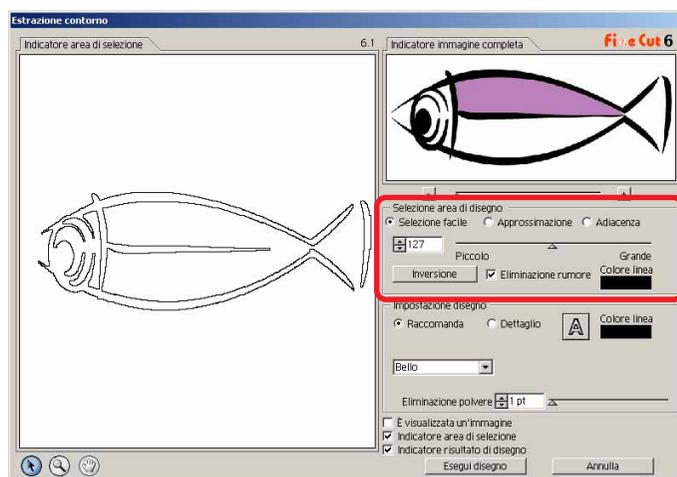 Estrazione contorno
Indicatore area di selezione 6.1
Indicatore immagine completa Fine Cut 6
- +
Selezione area di disegno
Selezione facile Approssimazione Adiacenza
127
Piccolo Grande
Inversione Eliminazione rumore Colore linea
Impostazione disegno
Raccomanda Dettaglio A Colore linea
Bello
Eliminazione polvere 1 pt
È visualizzata un'immagine
Indicatore area di selezione
Indicatore risultato di disegno
Esegui disegno Annulla